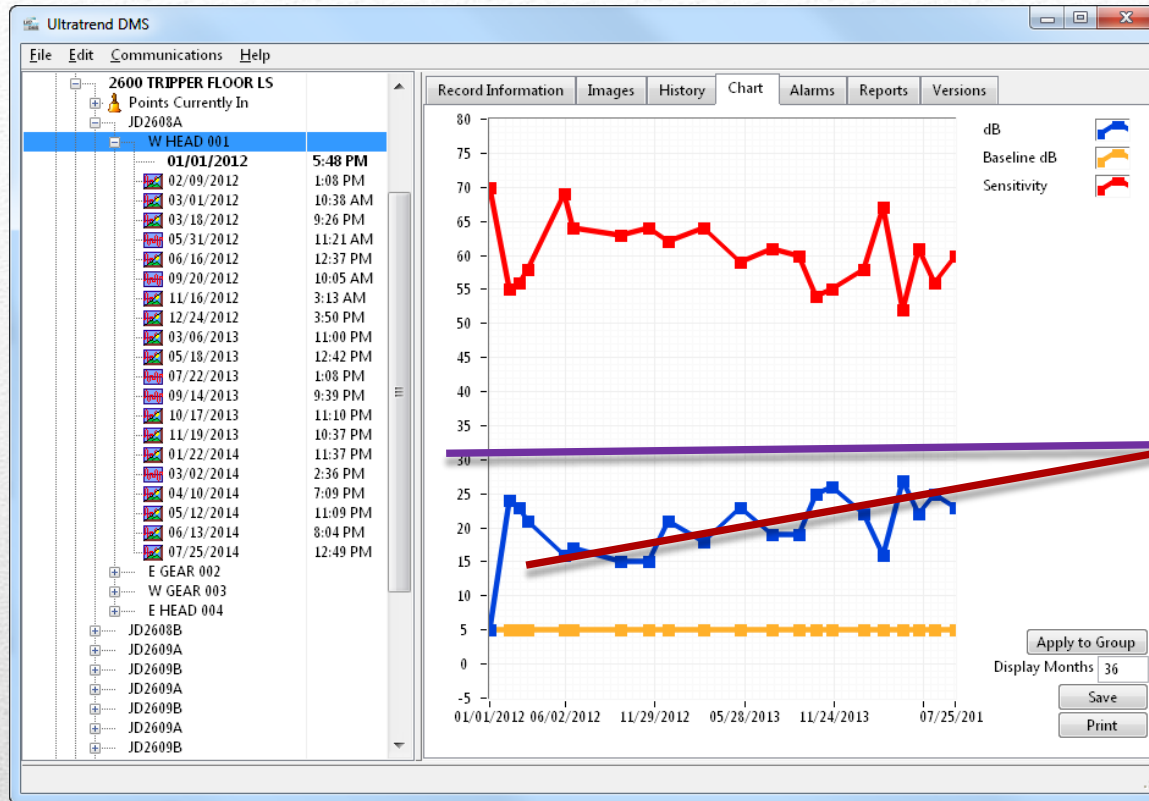 Ultratrend DMS
File Edit Communications Help
2600 TRIPPER FLOOR LS
Points Currently In
JD2608A
W HEAD 001
01/01/2012 5:48 PM
02/09/2012 1:08 PM
03/01/2012 10:38 AM
03/18/2012 9:26 PM
05/31/2012 11:21 AM
06/16/2012 12:37 PM
09/20/2012 10:05 AM
11/16/2012 3:13 AM
12/24/2012 3:50 PM
03/06/2013 11:00 PM
05/18/2013 12:42 PM
07/22/2013 1:08 PM
09/14/2013 9:39 PM
10/17/2013 11:10 PM
11/19/2013 10:37 PM
01/22/2014 11:37 PM
03/02/2014 2:36 PM
04/10/2014 7:09 PM
05/12/2014 11:09 PM
06/13/2014 8:04 PM
07/25/2014 12:49 PM
E GEAR 002
W GEAR 003
E HEAD 004
JD2608B
JD2609A
JD2609B
JD2609A
JD2609B
JD2609A
JD2609B
Record Information Images History Chart Alarms Reports Versions
80
75
70
65
60
55
50
45
40
35
30
25
20
15
10
5
0
-5
01/01/2012 06/02/2012 11/29/2012 05/28/2013 11/24/2013 07/25/201
dB
Baseline dB
Sensitivity
Apply to Group
Display Months 36
Save
Print